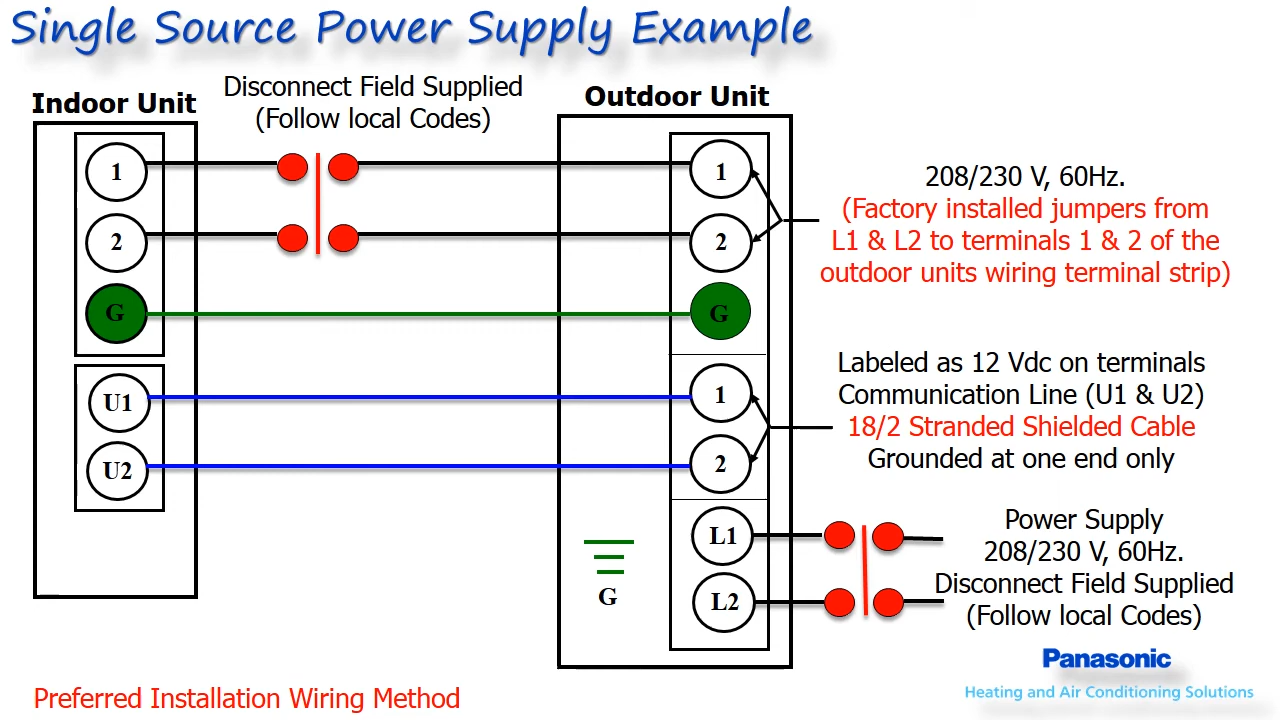 Single Source Power Supply Example
Disconnect Field Supplied
(Follow local Codes)
Indoor Unit
Outdoor Unit
1
2
G
U1
U2
1
2
G
1
2
L1
L2
G
208/230 V, 60Hz.
(Factory installed jumpers from
L1 & L2 to terminals 1 & 2 of the
outdoor units wiring terminal strip)
Labeled as 12 Vdc on terminals
Communication Line (U1 & U2)
18/2 Stranded Shielded Cable
Grounded at one end only
Power Supply
208/230 V, 60Hz.
Disconnect Field Supplied
(Follow local Codes)
Panasonic
Heating and Air Conditioning Solutions
Preferred Installation Wiring Method